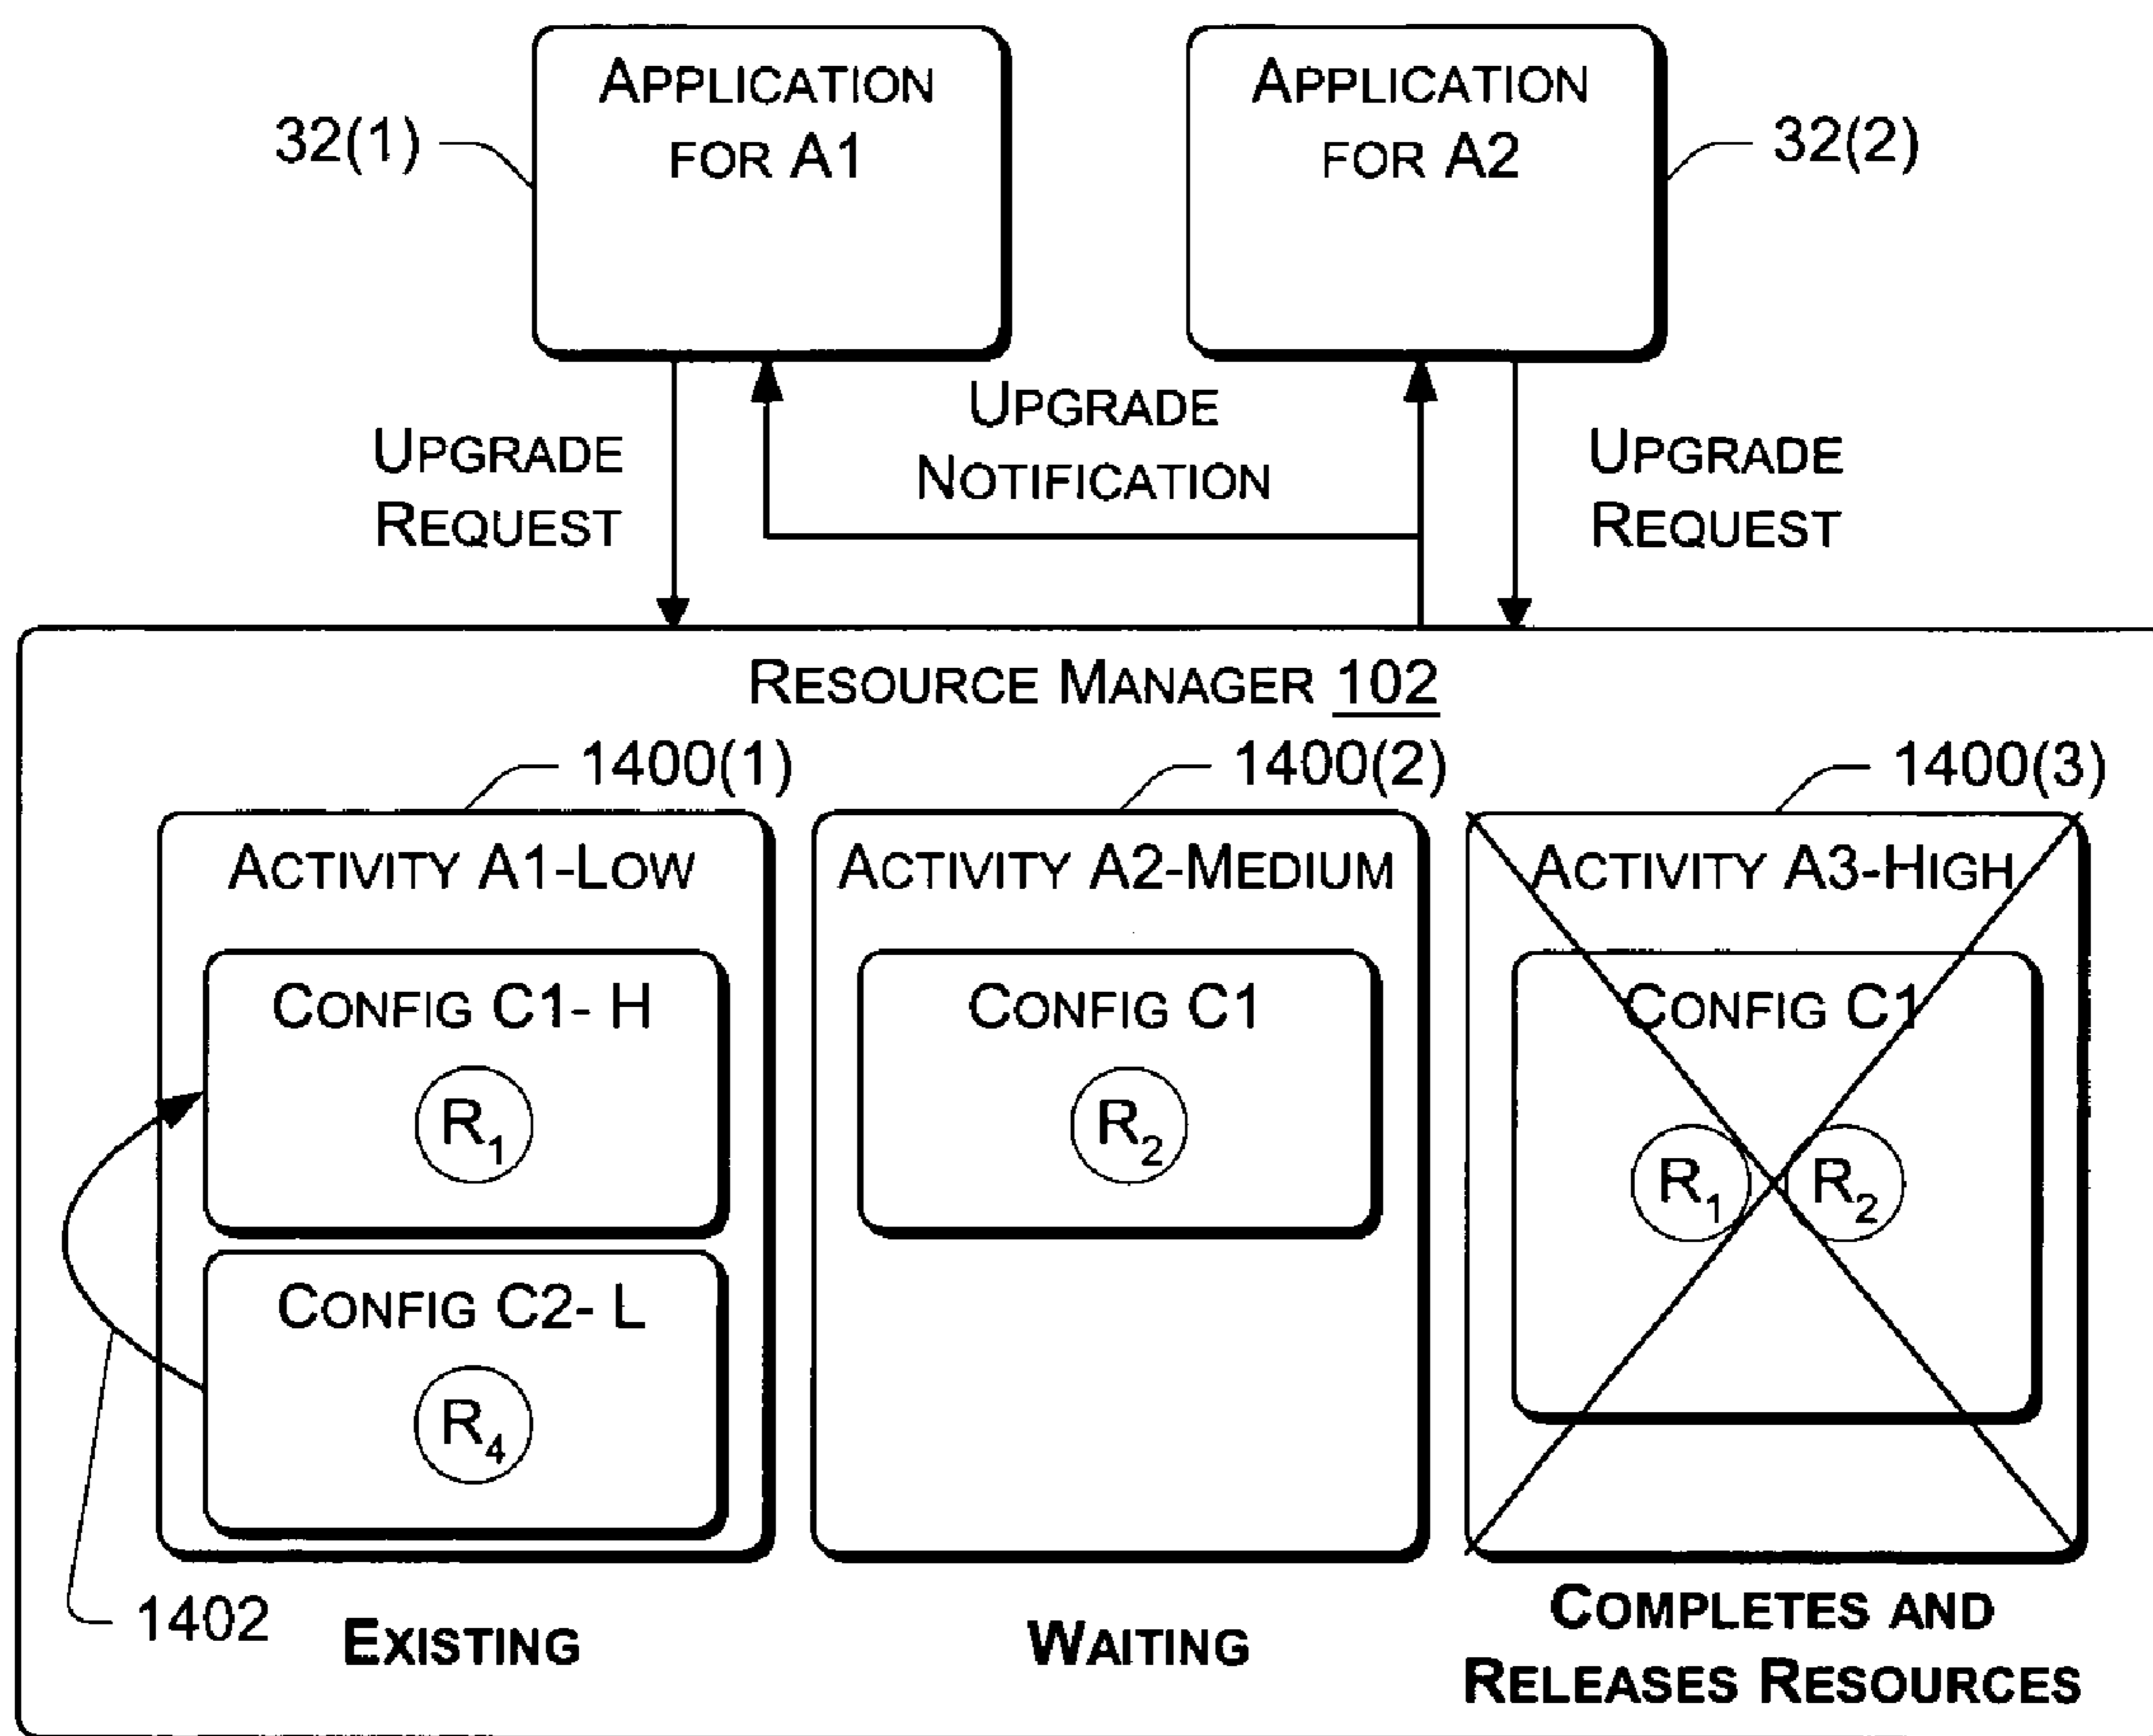 APPLICATION
FOR A1
APPLICATION
FOR A2
32(1)
32(2)
UPGRADE
REQUEST
UPGRADE
NOTIFICATION
UPGRADE
REQUEST
RESOURCE MANAGER 102
1400(1)
1400(2)
1400(3)
ACTIVITY A1-LOW
CONFIG C1- H
R1
CONFIG C2- L
R4
ACTIVITY A2-MEDIUM
CONFIG C1
R2
ACTIVITY A3-HIGH
CONFIG C1
R1 R2
1402
EXISTING
WAITING
COMPLETES AND
RELEASES RESOURCES